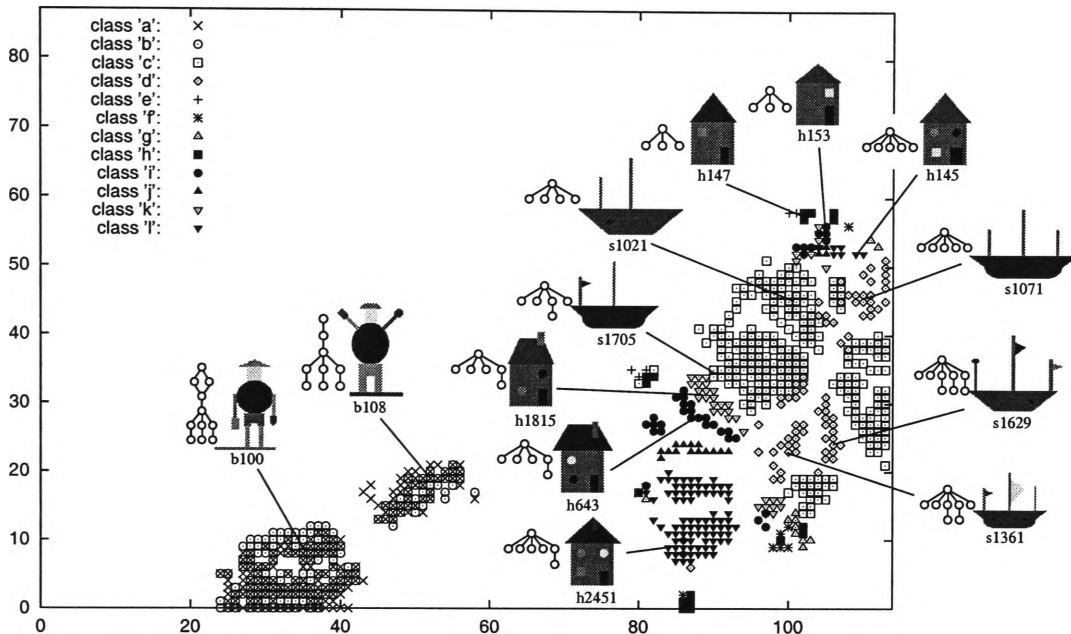 80
60
40
20
0
70
50
30
10
0
20
40
60
80
100
class 'a':
class 'b':
class 'c':
class 'd':
class 'e':
class 'f':
class 'g':
class 'h':
class 'i':
class 'j':
class 'k':
class 'l':
h153
h147
h145
s1021
s1071
s1705
b108
h1815
b100
s1629
h643
s1361
h2451